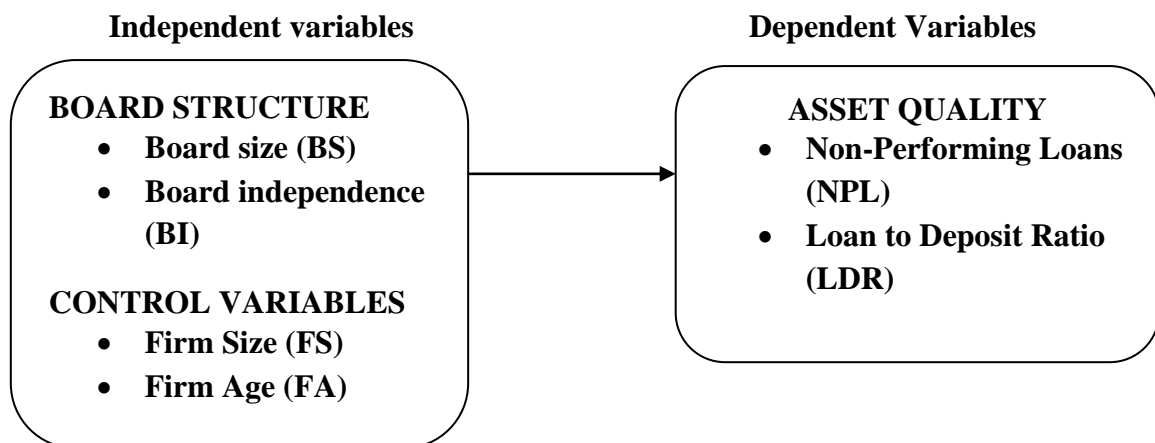 Independent variables
Dependent Variables
BOARD STRUCTURE
• Board size (BS)
• Board independence
(BI)
CONTROL VARIABLES
• Firm Size (FS)
• Firm Age (FA)
ASSET QUALITY
• Non-Performing Loans
(NPL)
• Loan to Deposit Ratio
(LDR)